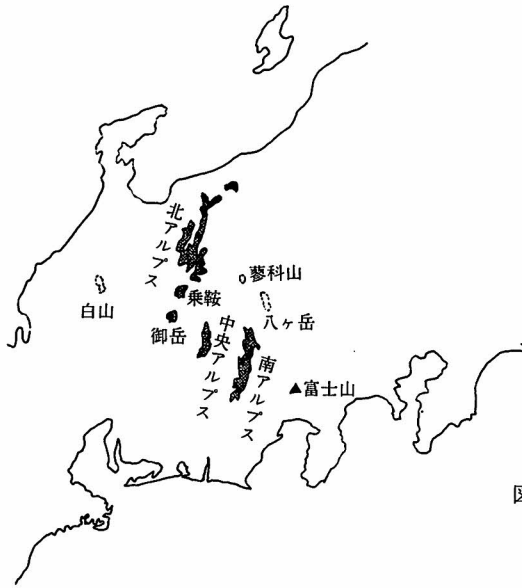 北アルプス
蓼科山
乗鞍
白山
八ヶ岳
御岳
中央アルプス
南アルプス
富士山
図